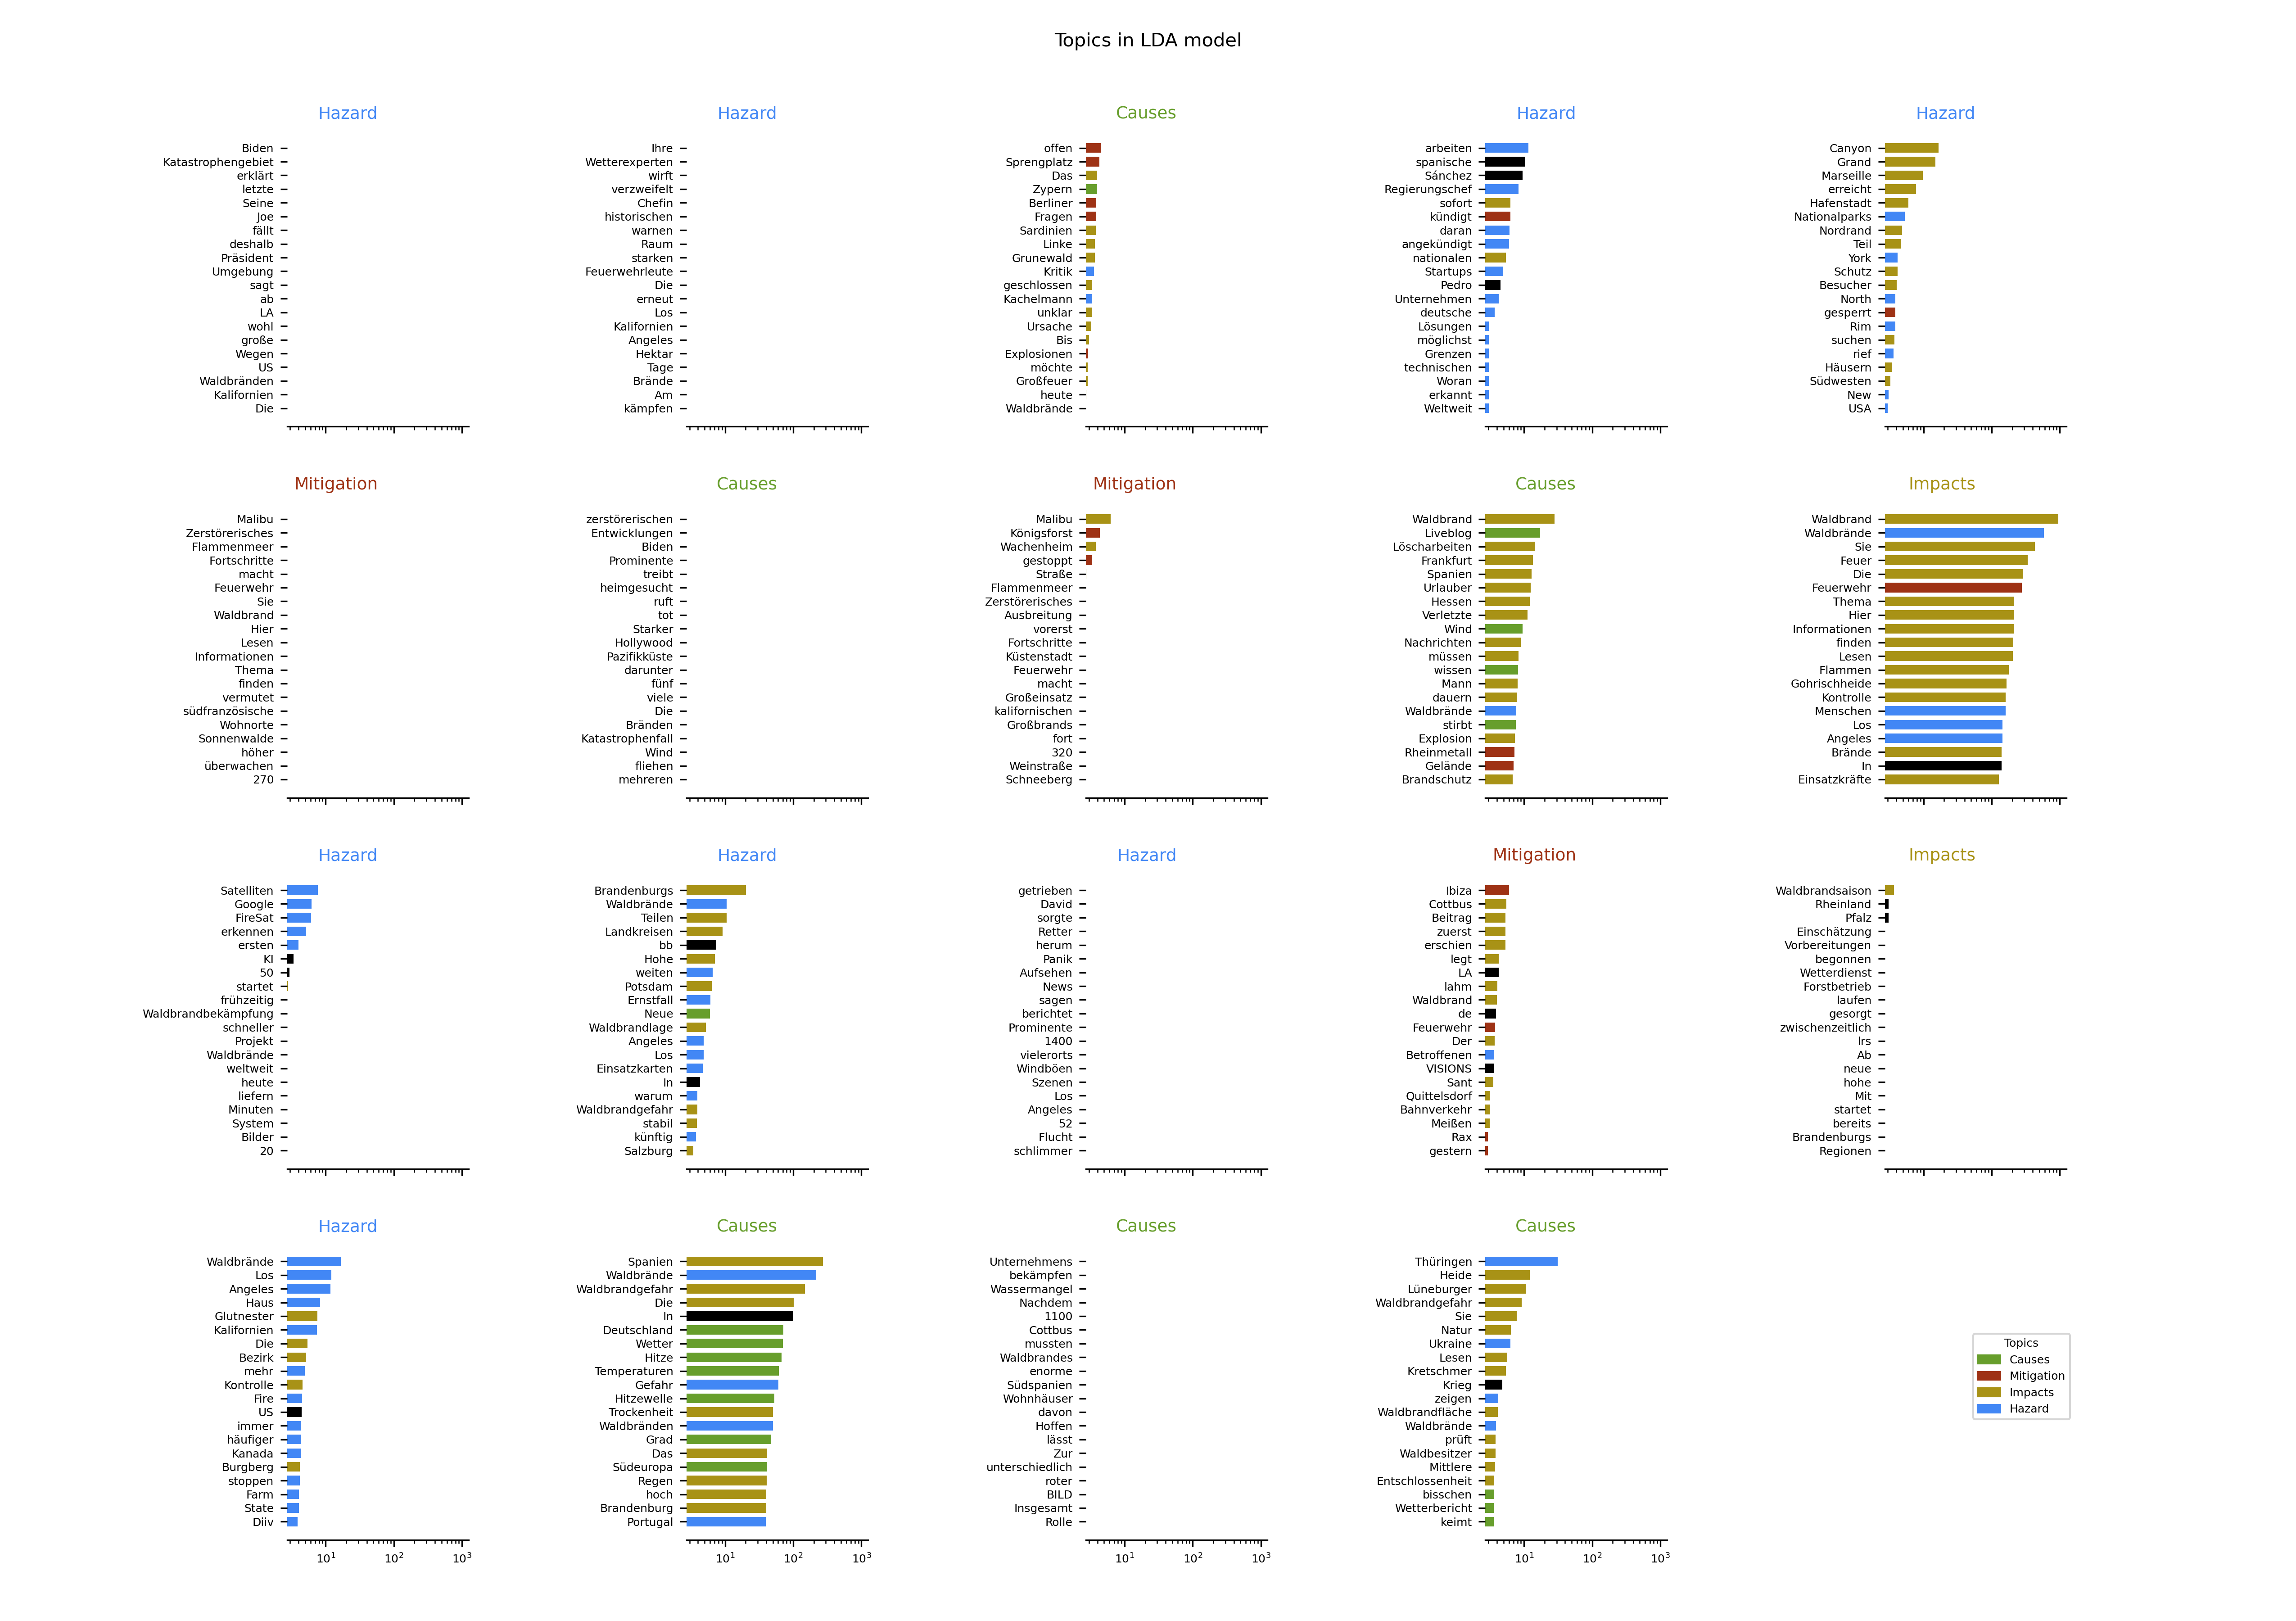 Topics in LDA model
Hazard
Biden
Katastrophengebiet
erklärt
letzte
Seine
Joe
fällt
deshalb
Präsident
Umgebung
sagt
ab
LA
wohl
große
Wegen
US
Waldbränden
Kalifornien
Die
Hazard
Ihre
Wetterexperten
wirft
verzweifelt
Chefin
historischen
warnen
Raum
starken
Feuerwehrleute
Die
erneut
Los
Kalifornien
Angeles
Hektar
Tage
Brände
Am
kämpfen
Causes
offen
Sprengplatz
Das
Zypern
Berliner
Fragen
Sardinien
Linke
Grunewald
Kritik
geschlossen
Kachelmann
unklar
Ursache
Bis
Explosionen
möchte
Großfeuer
heute
Waldbrände
Hazard
arbeiten
spanische
Sánchez
Regierungschef
sofort
kündigt
daran
angekündigt
nationalen
Startups
Pedro
Unternehmen
deutsche
Lösungen
möglichst
Grenzen
technischen
Woran
erkannt
Weltweit
Hazard
Canyon
Grand
Marseille
erreicht
Hafenstadt
Nationalparks
Nordrand
Teil
York
Schutz
Besucher
North
gesperrt
Rim
suchen
rief
Häusern
Südwesten
New
USA
Mitigation
Malibu
Zerstörerisches
Flammenmeer
Fortschritte
macht
Feuerwehr
Sie
Waldbrand
Hier
Lesen
Informationen
Thema
finden
vermutet
südfranzösische
Wohnorte
Sonnenwalde
höher
überwachen
270
Causes
zerstörerischen
Entwicklungen
Biden
Prominente
treibt
heimgesucht
ruft
tot
Starker
Hollywood
Pazifikküste
darunter
fünf
viele
Die
Bränden
Katastrophenfall
Wind
fliehen
mehreren
Mitigation
Malibu
Königsforst
Wachenheim
gestoppt
Straße
Flammenmeer
Zerstörerisches
Ausbreitung
vorerst
Fortschritte
Küstenstadt
Feuerwehr
macht
Großeinsatz
kalifornischen
Großbrands
fort
320
Weinstraße
Schneeberg
Causes
Waldbrand
Liveblog
Löscharbeiten
Frankfurt
Spanien
Urlauber
Hessen
Verletzte
Wind
Nachrichten
müssen
wissen
Mann
dauern
Waldbrände
stirbt
Explosion
Rheinmetall
Gelände
Brandschutz
Impacts
Waldbrand
Waldbrände
Sie
Feuer
Die
Feuerwehr
Thema
Hier
Informationen
finden
Lesen
Flammen
Gohrischheide
Kontrolle
Menschen
Los
Angeles
Brände
In
Einsatzkräfte
Hazard
Satelliten
Google
FireSat
erkennen
ersten
KI
50
startet
frühzeitig
Waldbrandbekämpfung
schneller
Projekt
Waldbrände
weltweit
heute
liefern
Minuten
System
Bilder
20
Hazard
Brandenburgs
Waldbrände
Teilen
Landkreisen
bb
Hohe
weiten
Potsdam
Ernstfall
Neue
Waldbrandlage
Angeles
Los
Einsatzkarten
In
warum
Waldbrandgefahr
stabil
künftig
Salzburg
Hazard
getrieben
David
sorgte
Retter
herum
Panik
Aufsehen
News
sagen
berichtet
Prominente
1400
vielerorts
Windböen
Szenen
Los
Angeles
52
Flucht
schlimmer
Mitigation
Ibiza
Cottbus
Beitrag
zuerst
erschien
legt
LA
lahm
Waldbrand
de
Feuerwehr
Der
Betroffenen
VISIONS
Sant
Quittelsdorf
Bahnverkehr
Meißen
Rax
gestern
Impacts
Waldbrandsaison
Rheinland
Pfalz
Einschätzung
Vorbereitungen
begonnen
Wetterdienst
Forstbetrieb
laufen
gesorgt
zwischenzeitlich
Irs
Ab
neue
hohe
Mit
startet
bereits
Brandenburgs
Regionen
Hazard
Waldbrände
Los
Angeles
Haus
Glutnester
Kalifornien
Die
Bezirk
mehr
Kontrolle
Fire
US
immer
häufiger
Kanada
Burgberg
stoppen
Farm
State
Diiv
10¹ 10² 10³
Causes
Spanien
Waldbrände
Waldbrandgefahr
Die
In
Deutschland
Wetter
Hitze
Temperaturen
Gefahr
Hitzewelle
Trockenheit
Waldbränden
Grad
Das
Südeuropa
Regen
hoch
Brandenburg
Portugal
10¹ 10² 10³
Causes
Unternehmens
bekämpfen
Wassermangel
Nachdem
1100
Cottbus
mussten
Waldbrandes
enorme
Südspanien
Wohnhäuser
davon
Hoffen
lässt
Zur
unterschiedlich
roter
BILD
Insgesamt
Rolle
10¹ 10² 10³
Causes
Thüringen
Heide
Lüneburger
Waldbrandgefahr
Sie
Natur
Ukraine
Lesen
Kretschmer
Krieg
zeigen
Waldbrandfläche
Waldbrände
prüft
Waldbesitzer
Mittlere
Entschlossenheit
bisschen
Wetterbericht
keimt
10¹ 10² 10³
Topics
Causes
Mitigation
Impacts
Hazard